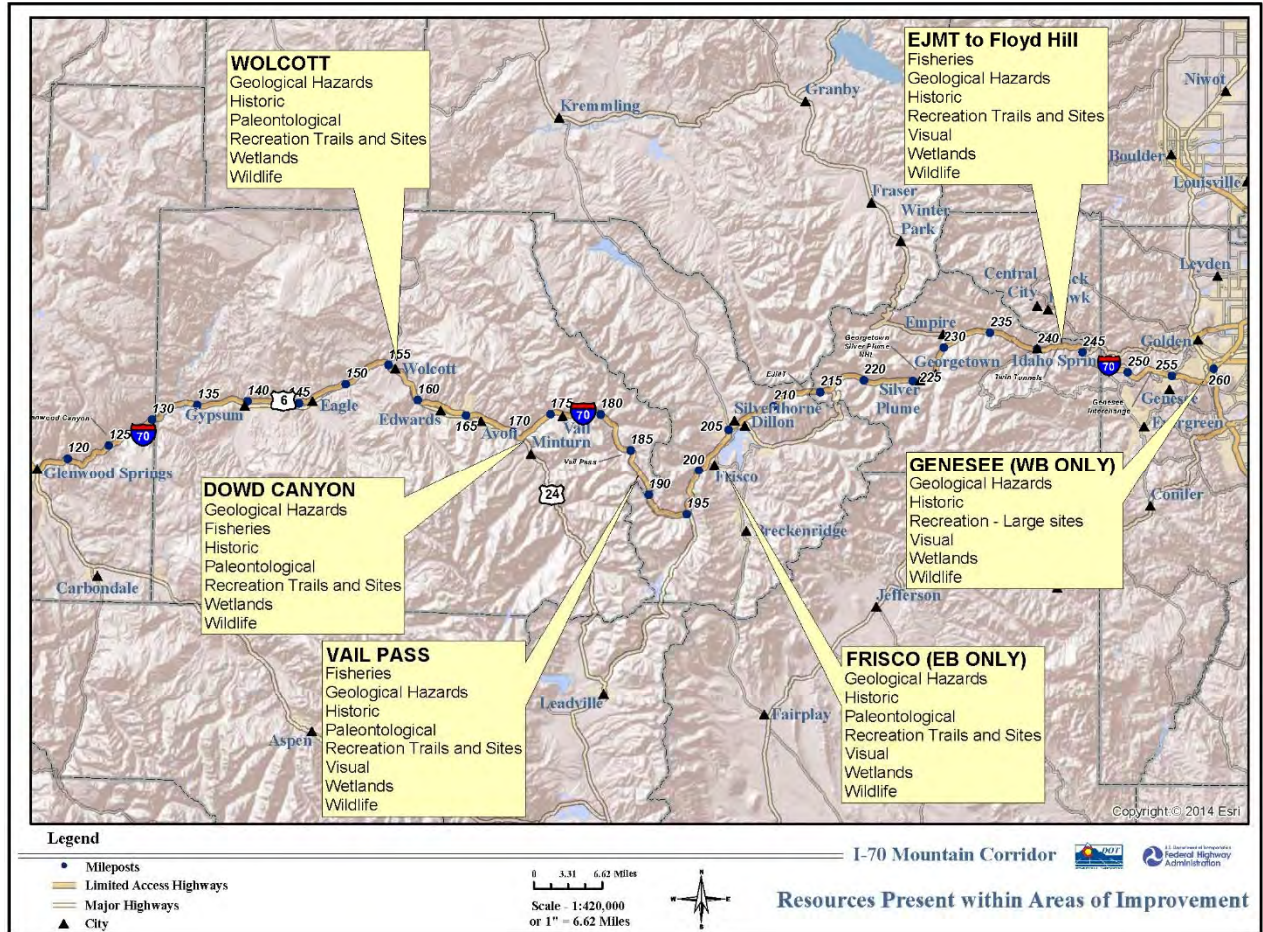 WOLCOTT
Geological Hazards
Historic
Paleontological
Recreation Trails and Sites
Wetlands
Wildlife
EJMT to Floyd Hill
Fisheries
Geological Hazards
Historic
Recreation Trails and Sites
Visual
Wetlands
Wildlife
Niwot
Granby
Kremmling
Boulder
Louisville
Fraser
Winter
Park
Leyden
Central
City
Empire
Golden
Georgetown
Silver Plume
235
230
240
245
Georgetown
Idaho Sprin
70
250
255
260
Twin Tunnels
Genesee
Interchange
Genesee
Evergreen
EJMT
210
215
220
225
Silver
Plume
155
Wolcott
150
145
140
135
130
125
120
6
70
Gypsum
Eagle
160
Edwards
165
Avon
170
175
70
180
Vail
Minturn
Vail Pass
185
190
195
200
205
Silverthorne
Dillon
Frisco
Glenwood Springs
24
Breckenridge
Conifer
Jefferson
Carbondale
Leadville
Fairplay
Aspen
DOWD CANYON
Geological Hazards
Fisheries
Historic
Paleontological
Recreation Trails and Sites
Wetlands
Wildlife
GENESEE (WB ONLY)
Geological Hazards
Historic
Recreation - Large sites
Visual
Wetlands
Wildlife
VAIL PASS
Fisheries
Geological Hazards
Historic
Paleontological
Recreation Trails and Sites
Visual
Wetlands
Wildlife
FRISCO (EB ONLY)
Geological Hazards
Historic
Paleontological
Recreation Trails and Sites
Visual
Wetlands
Wildlife
Copyright:© 2014 Esri
Legend
Mileposts
Limited Access Highways
Major Highways
City
0 3.31 6.62 Miles
Scale - 1:420,000
or 1" = 6.62 Miles
N
W E
S
I-70 Mountain Corridor
DOT
U.S. Department of Transportation
Federal Highway
Administration
Resources Present within Areas of Improvement